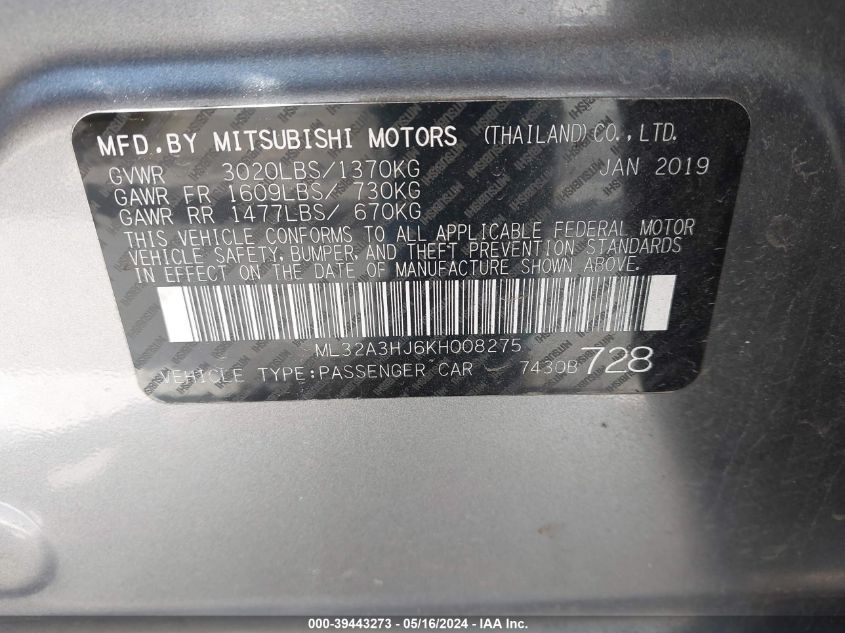 MFD.BY MITSUBISHI MOTORS (THAILAND)CO.,LTD.
GVWR 3020LBS/1370KG JAN 2019
GAWR FR 1609LBS/ 730KG
GAWR RR 1477LBS/ 670KG
THIS VEHICLE CONFORMS TO ALL APPLICABLE FEDERAL MOTOR
VEHICLE SAFETY, BUMPER, AND THEFT PREVENTION STANDARDS
IN EFFECT ON THE DATE OF MANUFACTURE SHOWN ABOVE.
ML32A3HJ6KH008275
VEHICLE TYPE:PASSENGER CAR 7430B 728
000-39443273 - 05/16/2024 - IAA Inc.